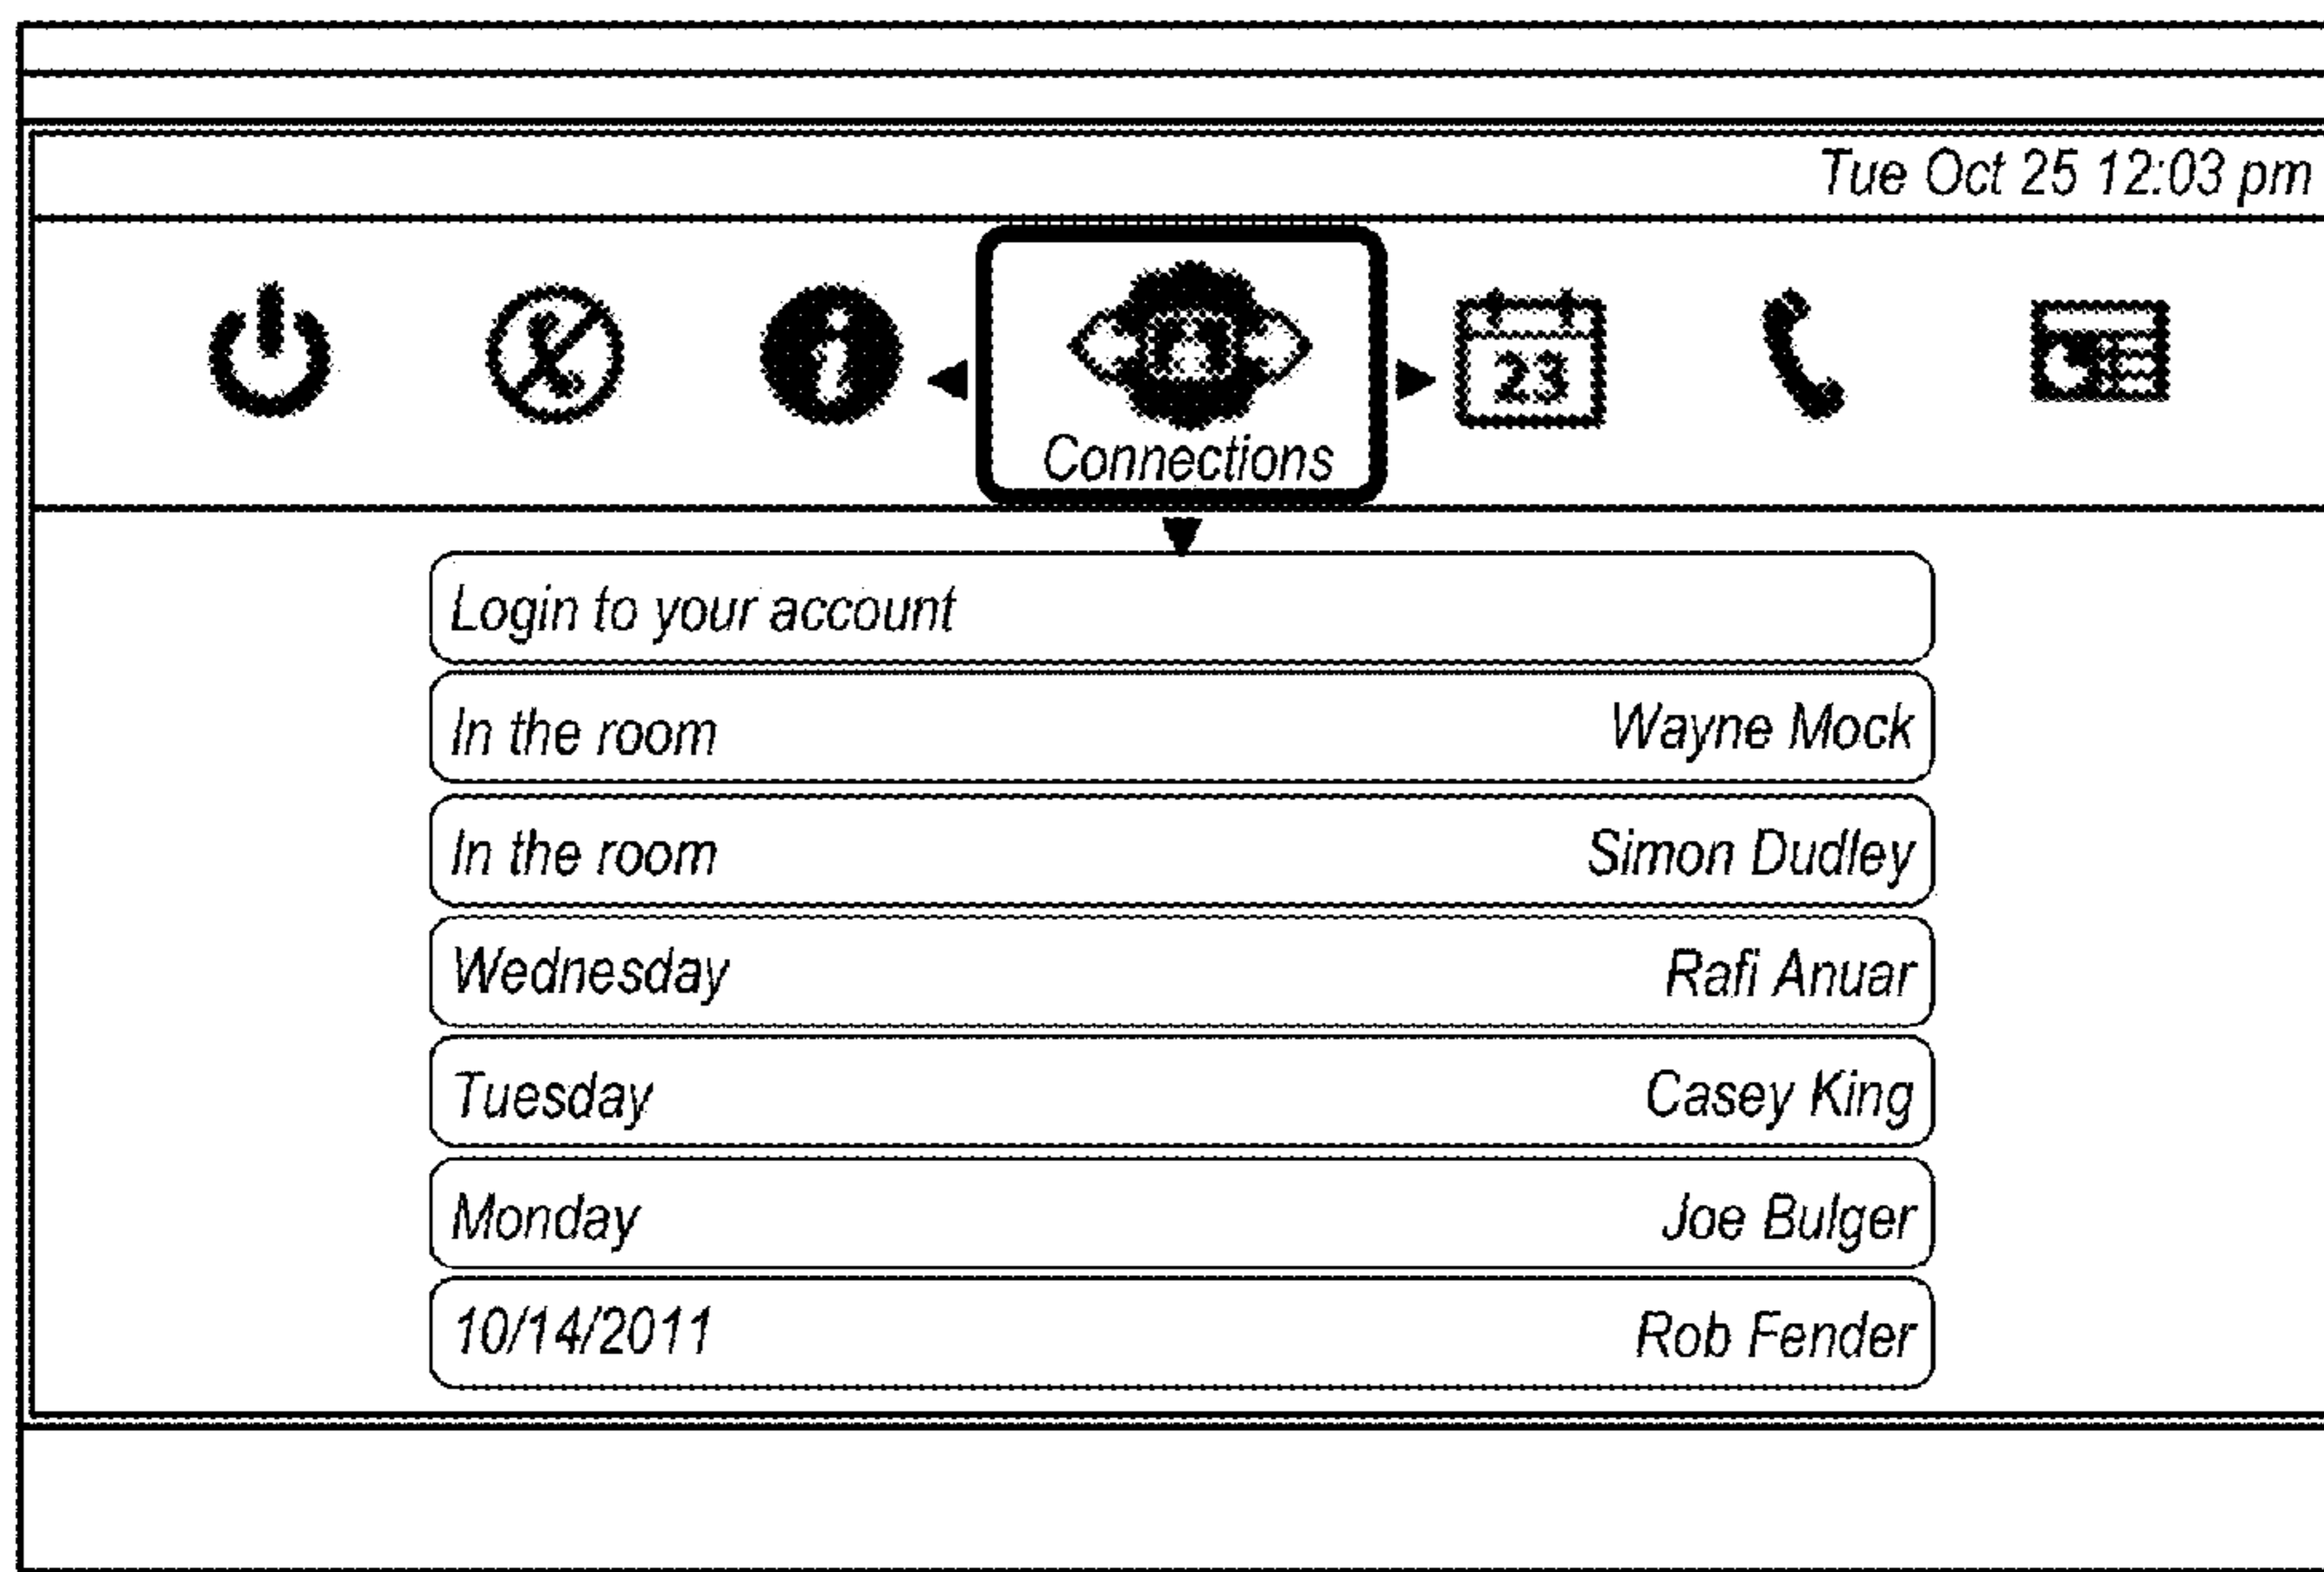 Tue Oct 25 12:03 pm
23
Connections
Login to your account
In the room Wayne Mock
In the room Simon Dudley
Wednesday Rafi Anuar
Tuesday Casey King
Monday Joe Bulger
10/14/2011 Rob Fender